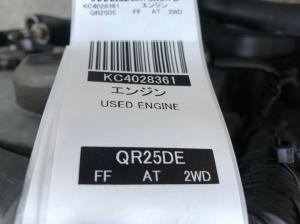 KC4028361
エンジン
QR25DE FF AT 2WD
KC4028361
エンジン
USED ENGINE
QR25DE
FF AT 2WD